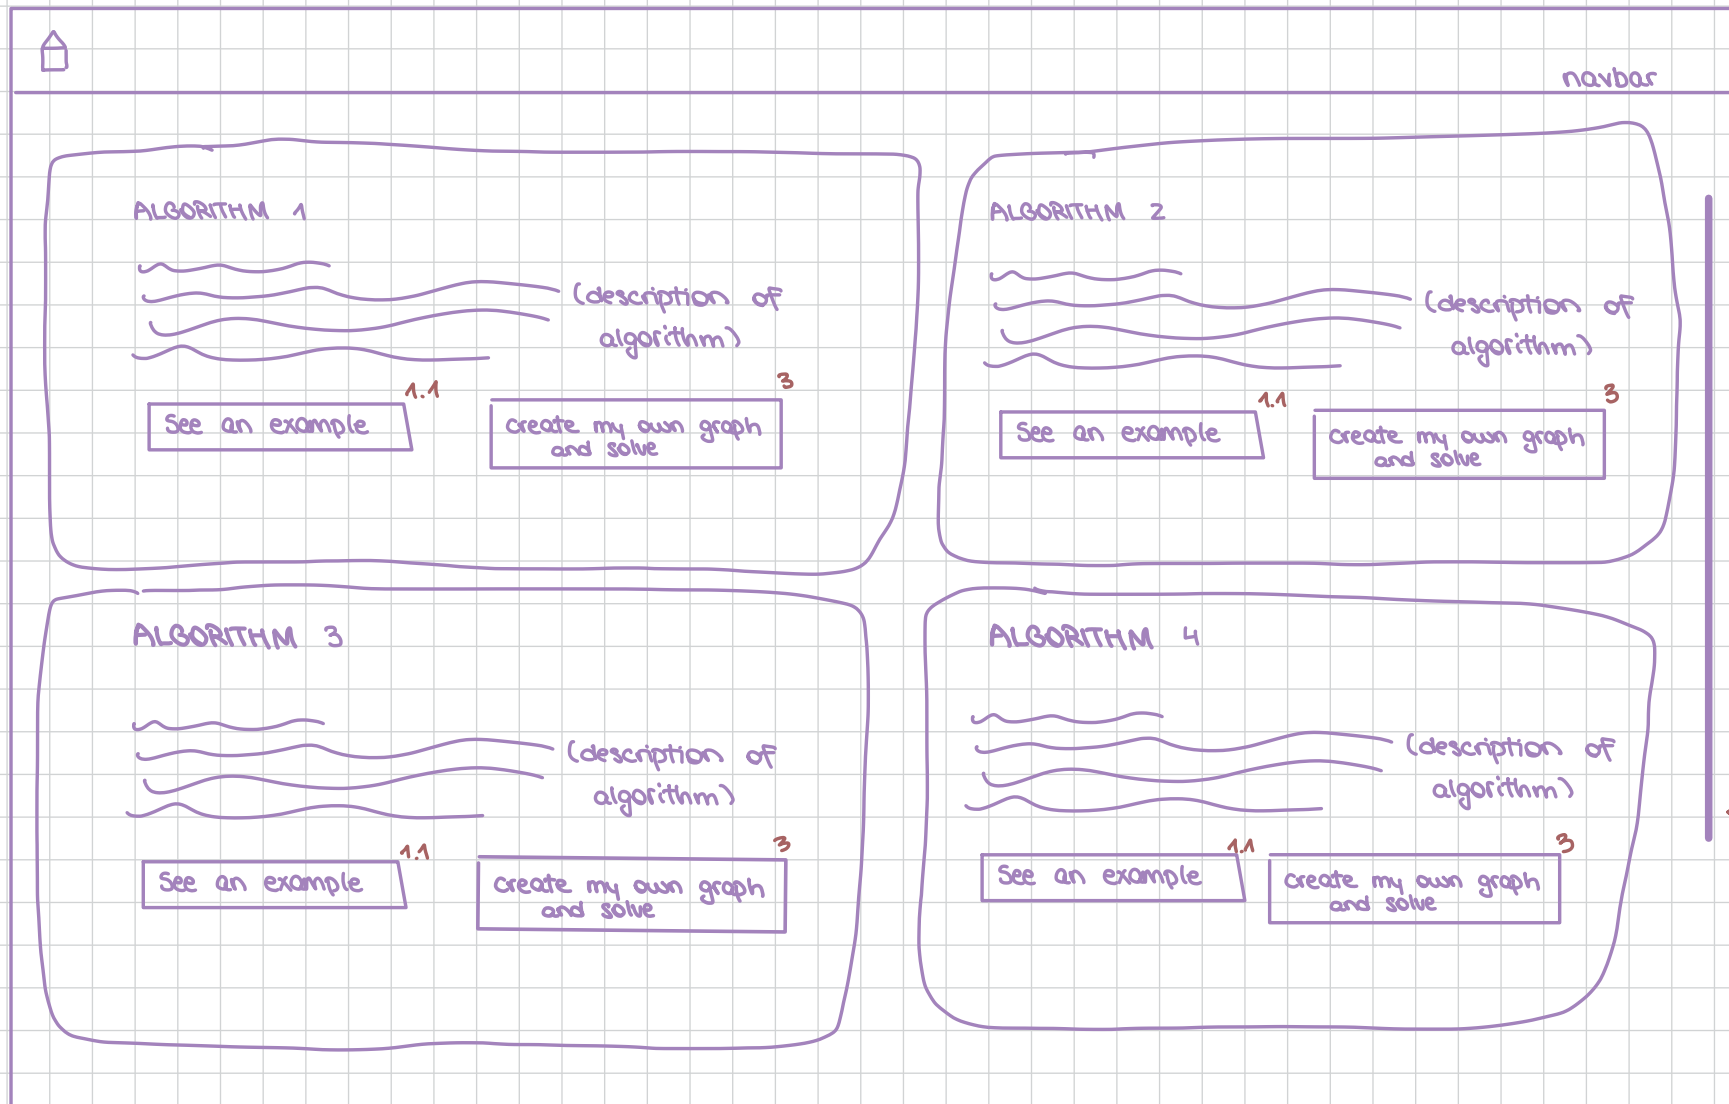 navbar
ALGORITHM 1
(description of
algorithm)
1.1
3
See an example
create my own graph
and solve
ALGORITHM 2
(description of
algorithm)
1.1
3
See an example
create my own graph
and solve
ALGORITHM 3
(description of
algorithm)
1.1
3
See an example
create my own graph
and solve
ALGORITHM 4
(description of
algorithm)
1.1
3
See an example
create my own graph
and solve